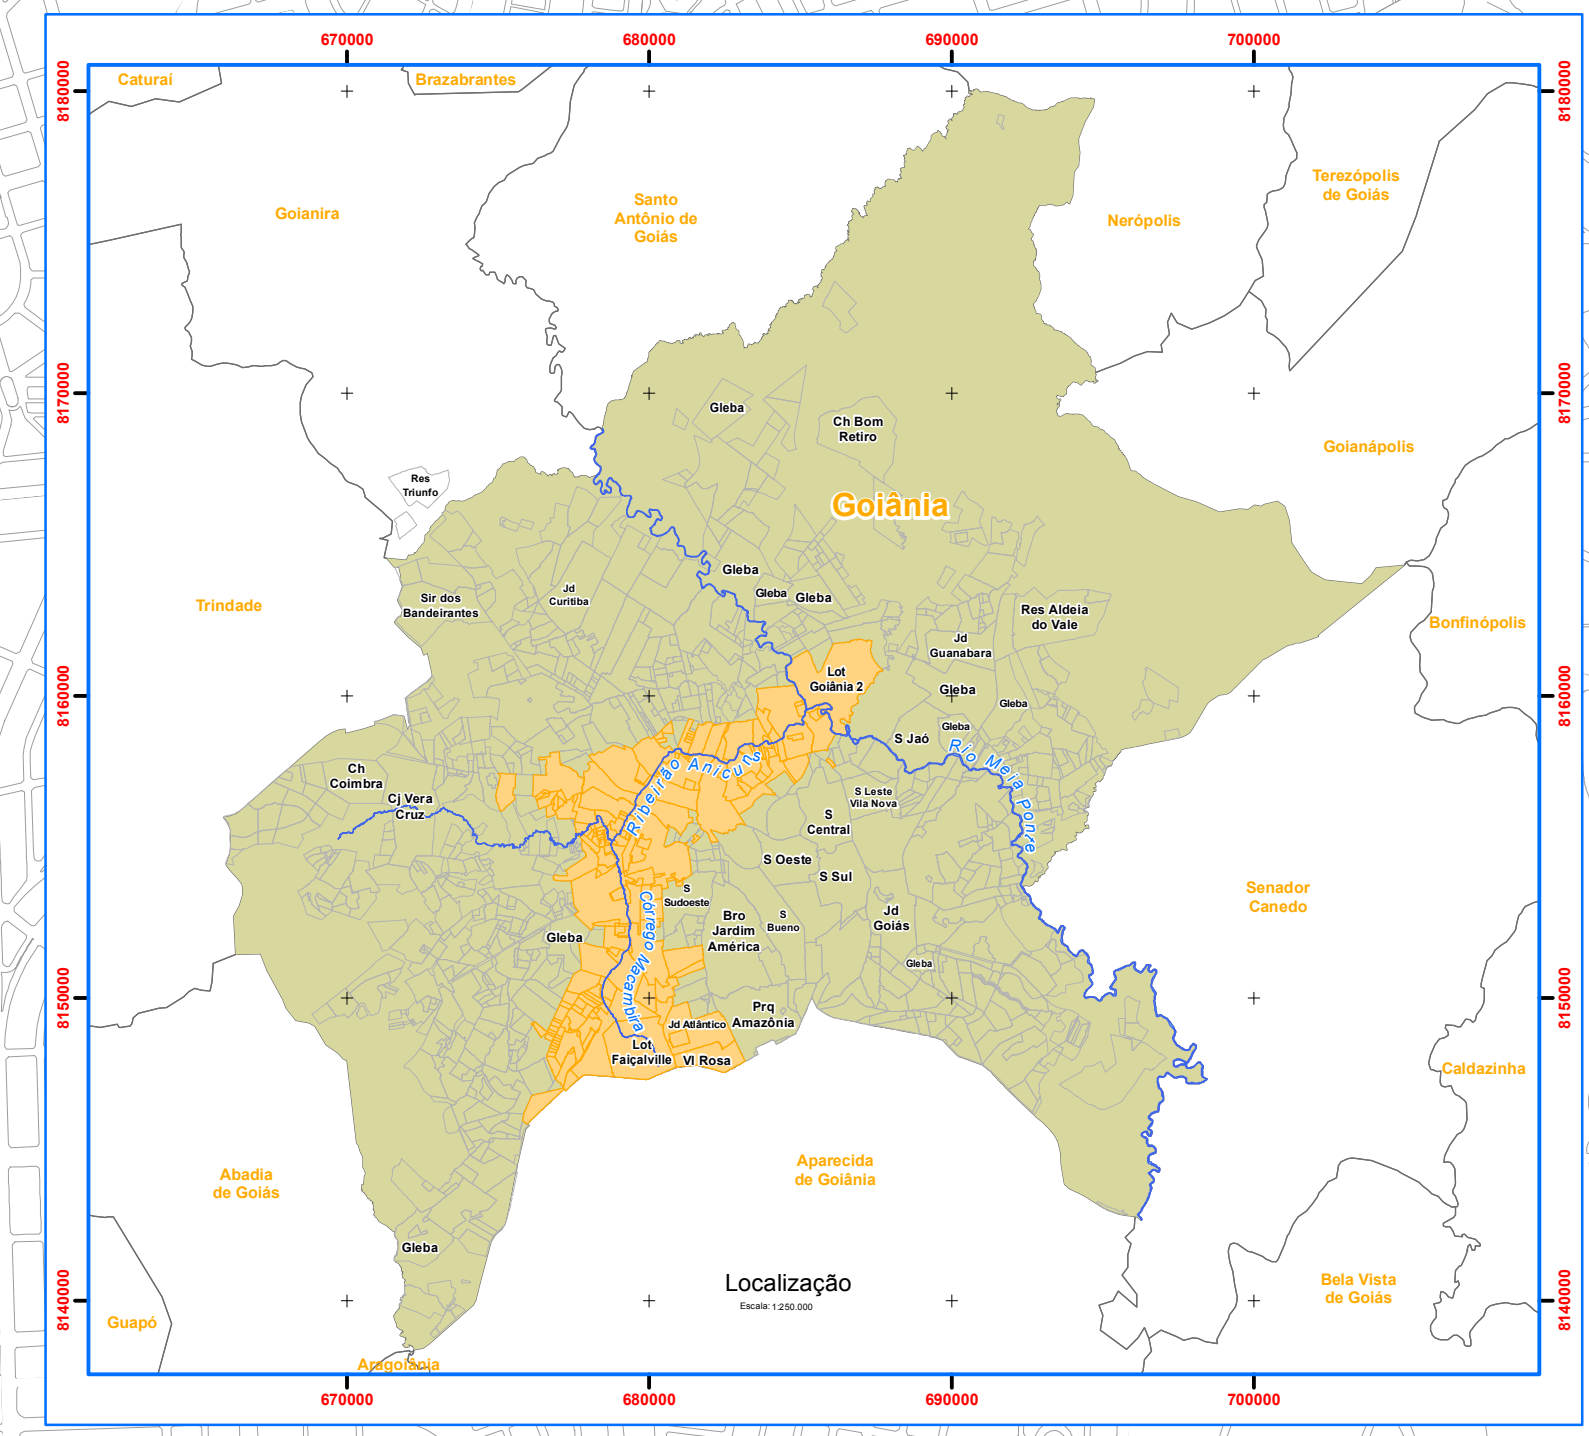 670000
680000
690000
700000
8180000
8180000
Caturaí
Brazabrantes
Goianira
Santo
Antônio de
Goiás
Nerópolis
Terezópolis
de Goiás
8170000
8170000
Gleba
Ch Bom
Retiro
Goianápolis
Res
Triunfo
Goiânia
Trindade
Sir dos
Bandeirantes
Jd
Curitiba
Gleba
Gleba
Gleba
Res Aldeia
do Vale
Bonfinópolis
Jd
Guanabara
Lot
Goiânia 2
Gleba
Gleba
Gleba
8160000
8160000
S Jaó
Rio Meia Ponre
Ribeirão Anicuns
Ch
Coimbra
Cj Vera
Cruz
S Leste
Vila Nova
S
Central
S Oeste
S Sul
S
Sudoeste
Senador
Canedo
Córrego Macambira
Bro
Jardim
América
S
Bueno
Jd
Goiás
Gleba
Gleba
8150000
8150000
Prq
Amazônia
Jd Atlântico
Lot
Faiçalville
Vl Rosa
Caldazinha
Abadia
de Goiás
Aparecida
de Goiânia
Gleba
Localização
Escala: 1:250.000
Bela Vista
de Goiás
8140000
8140000
Guapó
Aragoiânia
670000
680000
690000
700000